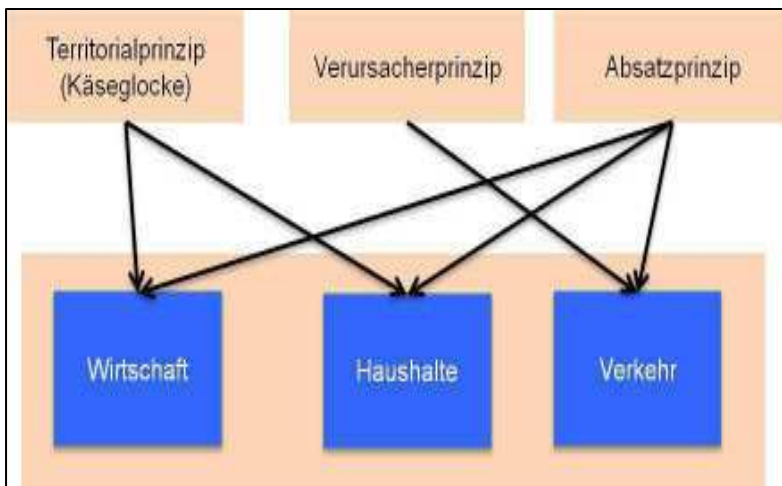 Territorialprinzip
(Käseglocke)
Verursacherprinzip
Absatzprinzip
Wirtschaft
Haushalte
Verkehr